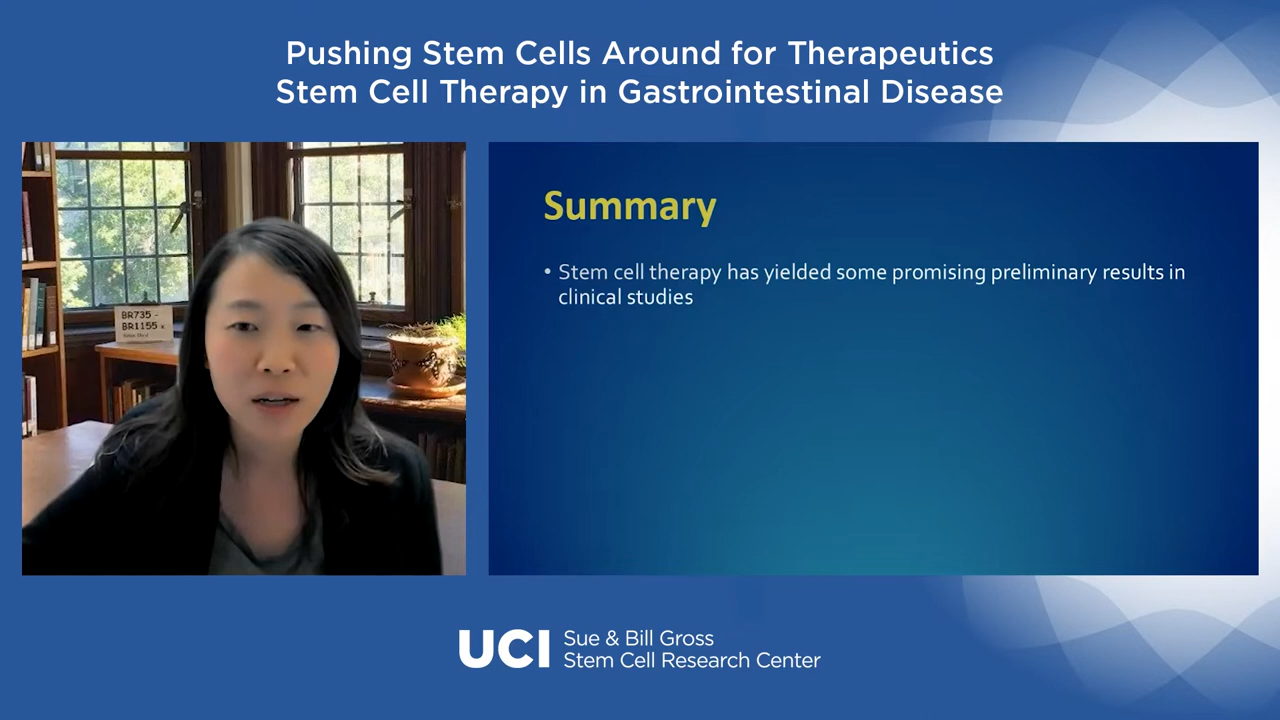 Pushing Stem Cells Around for Therapeutics
Stem Cell Therapy in Gastrointestinal Disease
BR735 -
BR1155 
Summary
• Stem cell therapy has yielded some promising preliminary results in
clinical studies
UCI
Sue & Bill Gross
Stem Cell Research Center